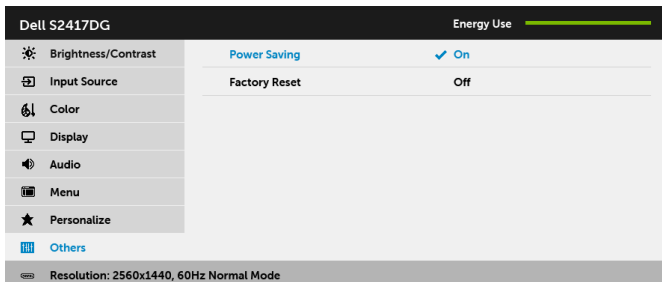 Dell S2417DG Energy Use
Brightness/Contrast Power Saving On
Input Source Factory Reset Off
Color
Display
Audio
Menu
Personalize
Others
Resolution: 2560x1440, 60Hz Normal Mode